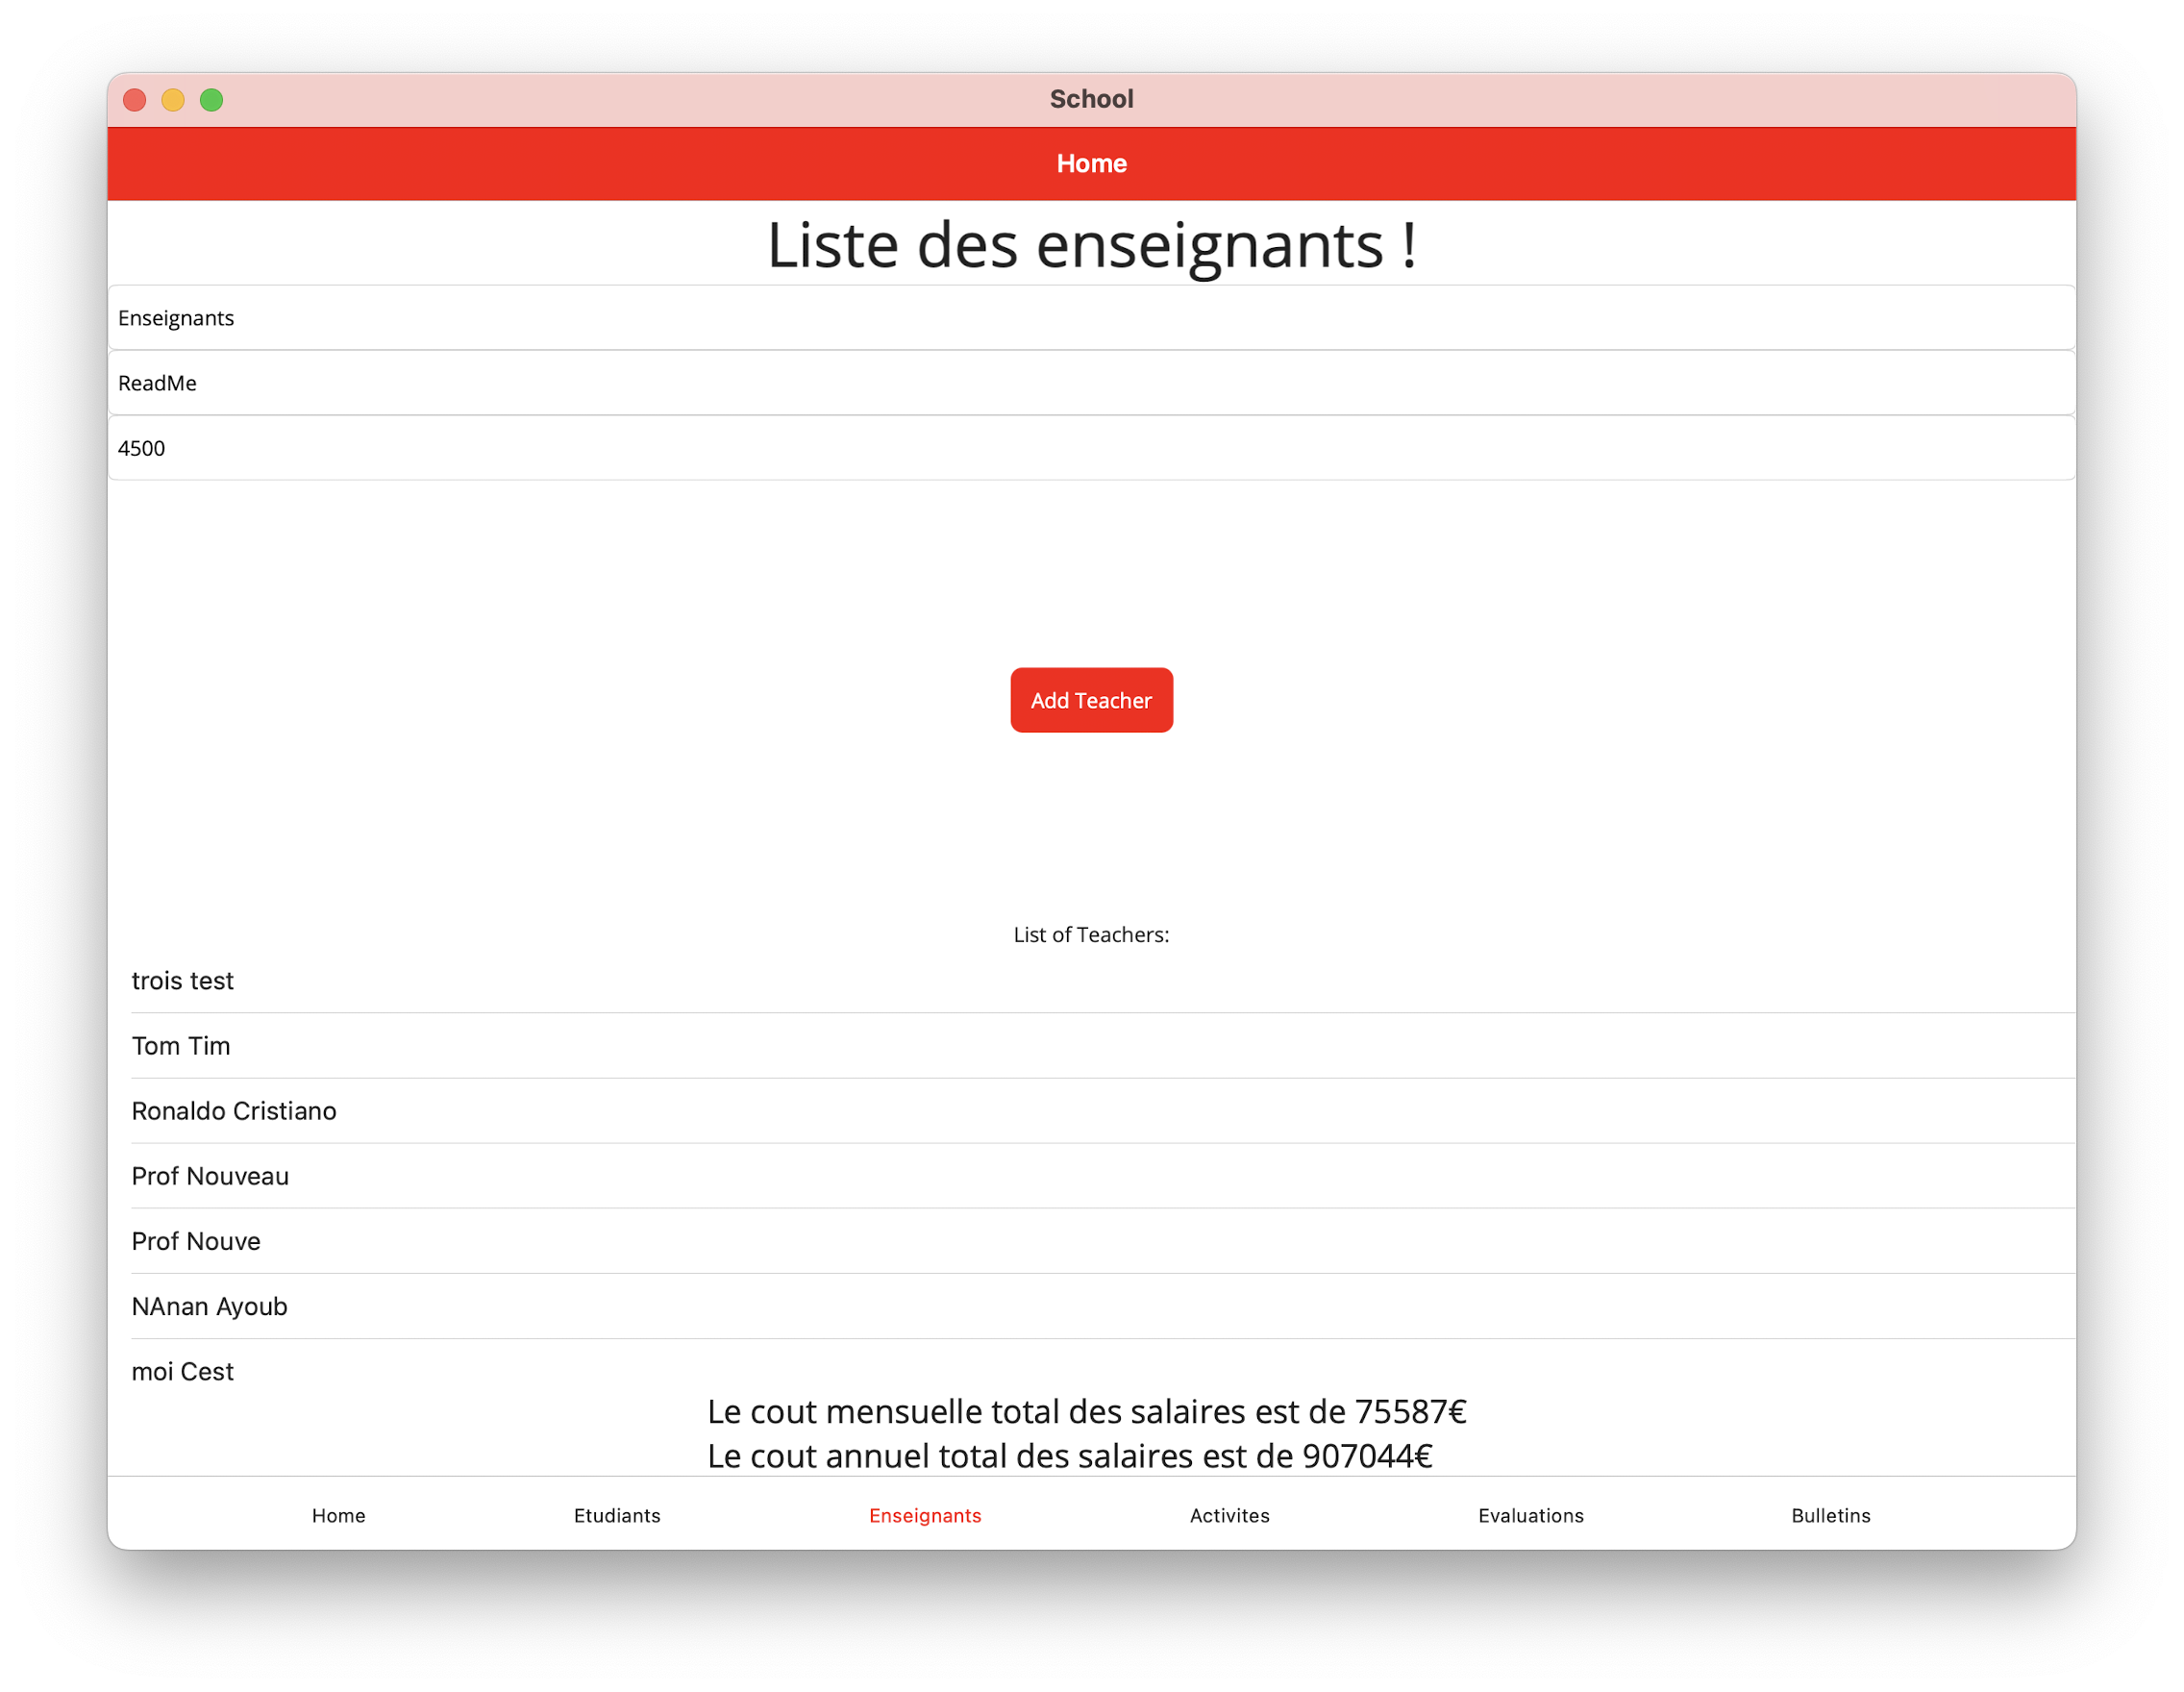 School
Home
Liste des enseignants !
Enseignants
ReadMe
4500
Add Teacher
List of Teachers:
trois test
Tom Tim
Ronaldo Cristiano
Prof Nouveau
Prof Nouve
NAnan Ayoub
moi Cest
Le cout mensuelle total des salaires est de 75587€
Le cout annuel total des salaires est de 907044€
Home Etudiants Enseignants Activites Evaluations Bulletins